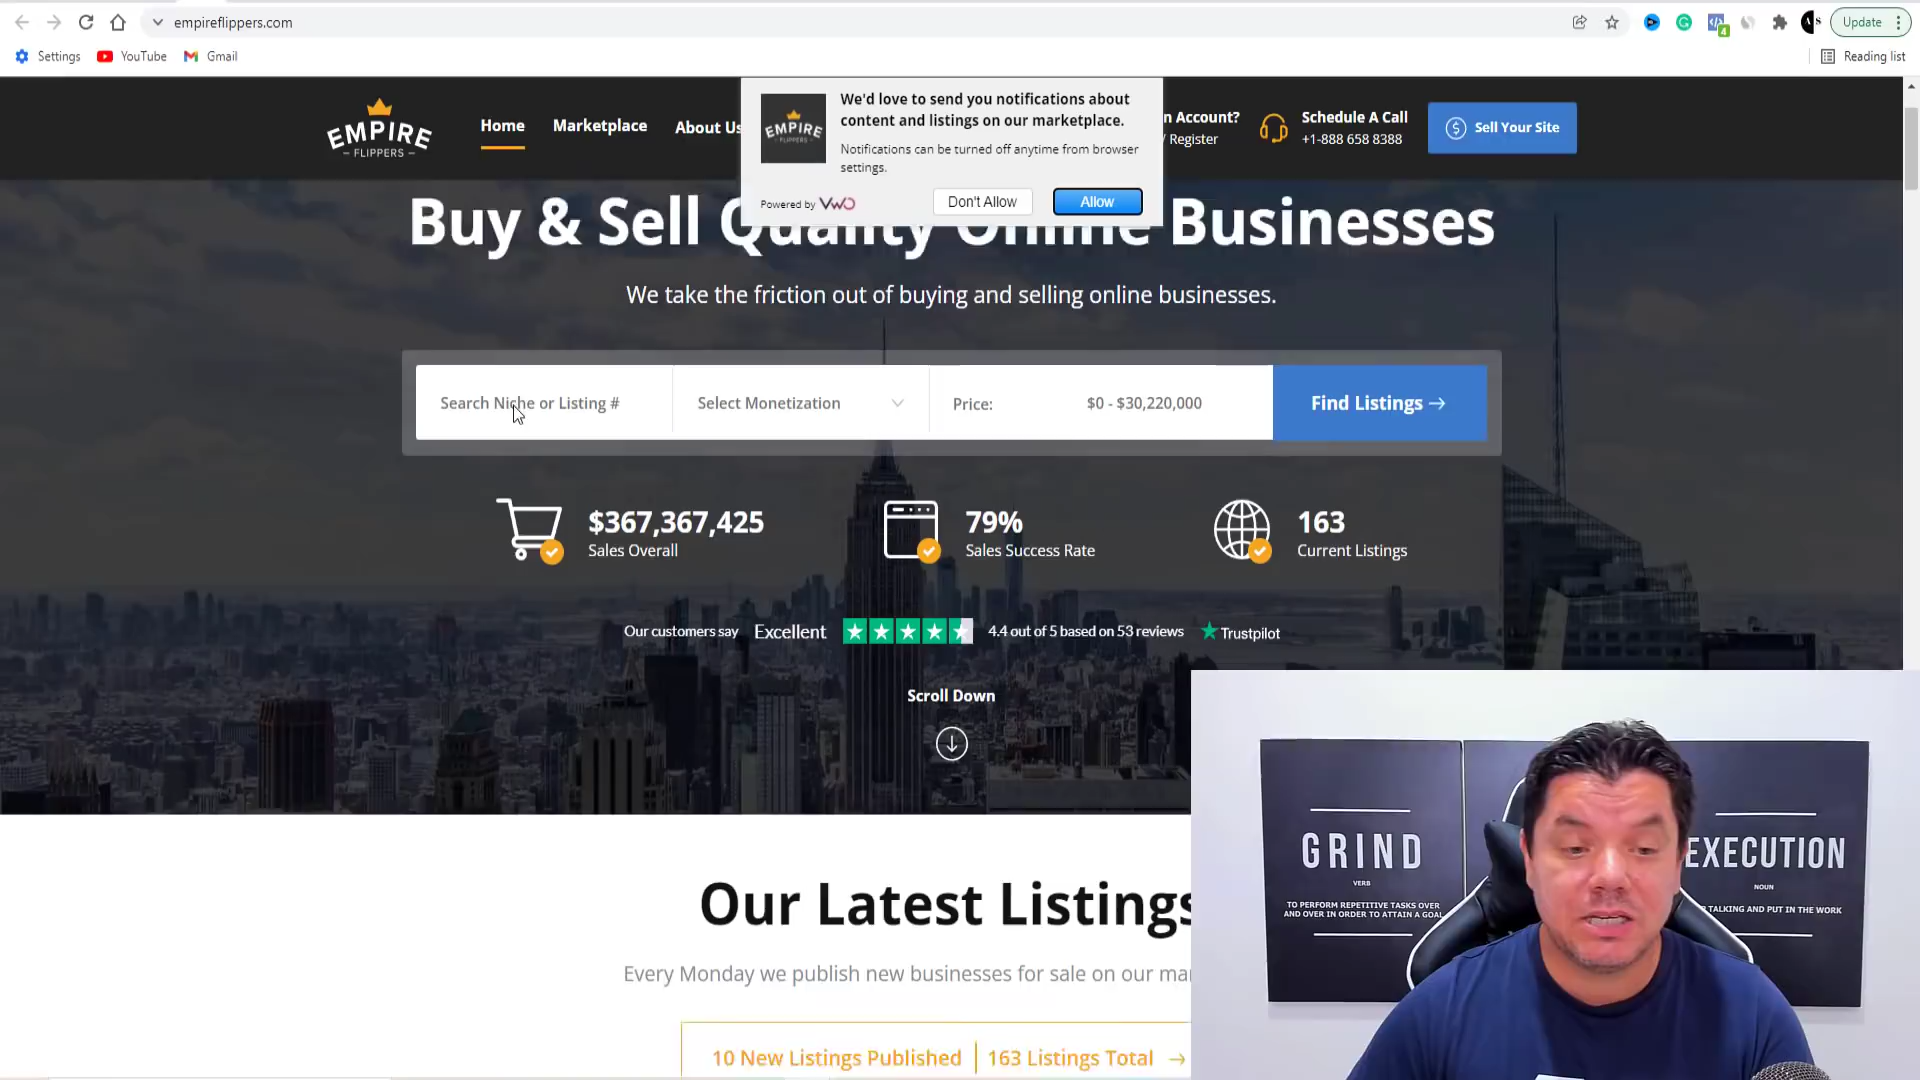 empireflippers.com
Update
Settings
YouTube
Gmail
Reading list
EMPIRE
FLIPPERS
Home
Marketplace
About Us
We'd love to send you notifications about
content and listings on our marketplace.
Notifications can be turned off anytime from browser
settings.
Powered by VWO
Don't Allow
Allow
EMPIRE
FLIPPERS
n Account?
/ Register
Schedule A Call
+1-888 658 8388
Sell Your Site
Buy & Sell Quality Online Businesses
We take the friction out of buying and selling online businesses.
Search Niche or Listing #
Select Monetization
Price:
$0 - $30,220,000
Find Listings →
$367,367,425
Sales Overall
79%
Sales Success Rate
163
Current Listings
Our customers say Excellent 4.4 out of 5 based on 53 reviews Trustpilot
Scroll Down
Our Latest Listings
Every Monday we publish new businesses for sale on our ma
10 New Listings Published | 163 Listings Total →
GRIND
VERB
TO PERFORM REPETITIVE TASKS OVER
AND OVER IN ORDER TO ATTAIN A GOAL
EXECUTION
NOUN
TALKING AND PUT IN THE WORK